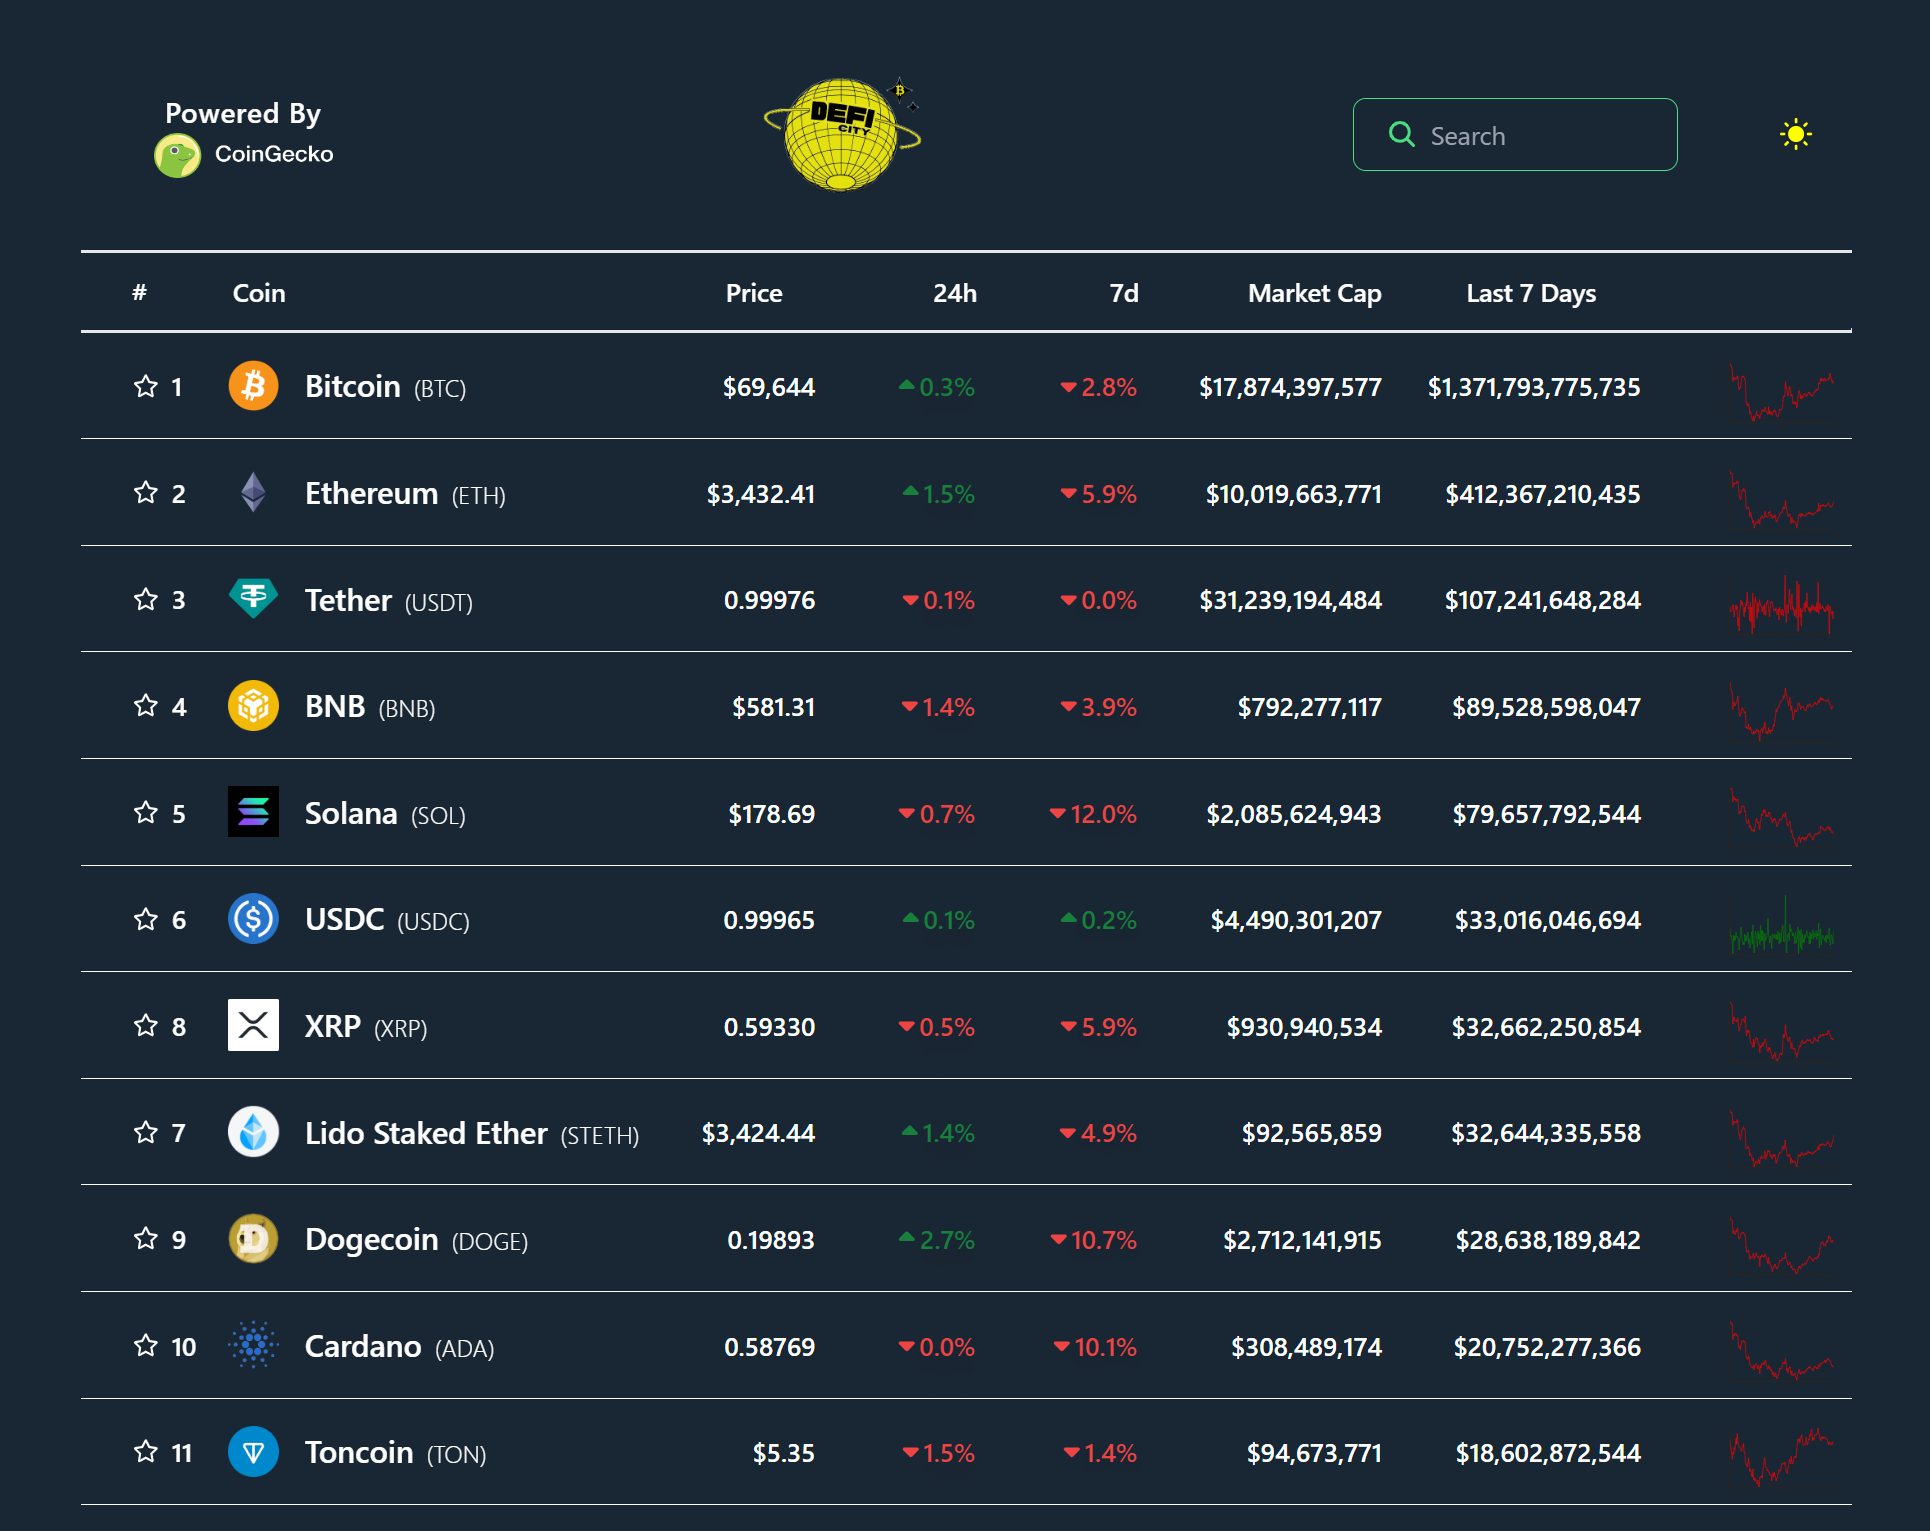 Powered By
CoinGecko
DEFI
CITY
Search
# Coin Price 24h 7d Market Cap Last 7 Days
1 Bitcoin (BTC) $69,644 0.3% 2.8% $17,874,397,577 $1,371,793,775,735
2 Ethereum (ETH) $3,432.41 1.5% 5.9% $10,019,663,771 $412,367,210,435
3 Tether (USDT) 0.99976 0.1% 0.0% $31,239,194,484 $107,241,648,284
4 BNB (BNB) $581.31 1.4% 3.9% $792,277,117 $89,528,598,047
5 Solana (SOL) $178.69 0.7% 12.0% $2,085,624,943 $79,657,792,544
6 USDC (USDC) 0.99965 0.1% 0.2% $4,490,301,207 $33,016,046,694
8 XRP (XRP) 0.59330 0.5% 5.9% $930,940,534 $32,662,250,854
7 Lido Staked Ether (STETH) $3,424.44 1.4% 4.9% $92,565,859 $32,644,335,558
9 Dogecoin (DOGE) 0.19893 2.7% 10.7% $2,712,141,915 $28,638,189,842
10 Cardano (ADA) 0.58769 0.0% 10.1% $308,489,174 $20,752,277,366
11 Toncoin (TON) $5.35 1.5% 1.4% $94,673,771 $18,602,872,544